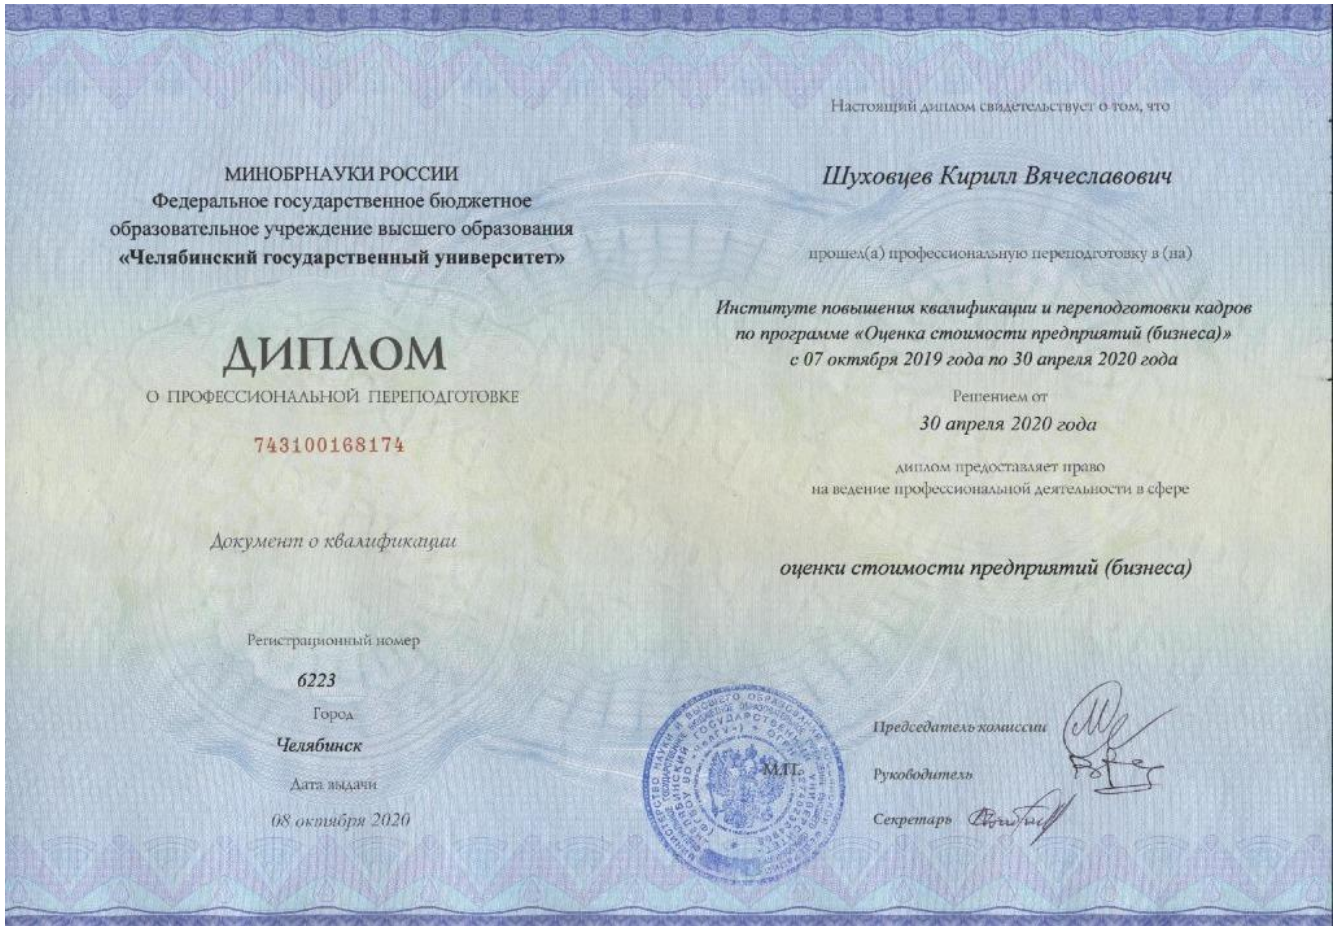 МИНОБРНАУКИ РОССИИ
Федеральное государственное бюджетное
образовательное учреждение высшего образования
«Челябинский государственный университет»
ДИПЛОМ
О ПРОФЕССИОНАЛЬНОЙ ПЕРЕПОДГОТОВКЕ
743100168174
Документ о квалификации
Регистрационный номер
6223
Город
Челябинск
Дата выдачи
08 октября 2020
Настоящий диплом свидетельствует о том, что
Шуховцев Кирилл Вячеславович
прошел(а) профессиональную переподготовку в (на)
Институте повышения квалификации и переподготовки кадров
по программе «Оценка стоимости предприятий (бизнеса)»
с 07 октября 2019 года по 30 апреля 2020 года
Решением от
30 апреля 2020 года
диплом предоставляет право
на ведение профессиональной деятельности в сфере
оценки стоимости предприятий (бизнеса)
М.П.
Председатель комиссии
Руководитель
Секретарь